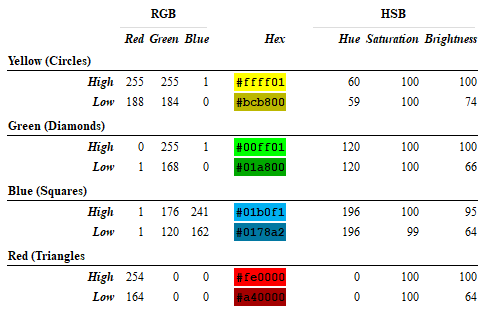 RGB HSB
Red Green Blue Hex Hue Saturation Brightness
Yellow (Circles)
High 255 255 1 #ffff01 60 100 100
Low 188 184 0 #bcb800 59 100 74
Green (Diamonds)
High 0 255 1 #00ff01 120 100 100
Low 1 168 0 #01a800 120 100 66
Blue (Squares)
High 1 176 241 #01b0f1 196 100 95
Low 1 120 162 #0178a2 196 99 64
Red (Triangles
High 254 0 0 #fe0000 0 100 100
Low 164 0 0 #a40000 0 100 64